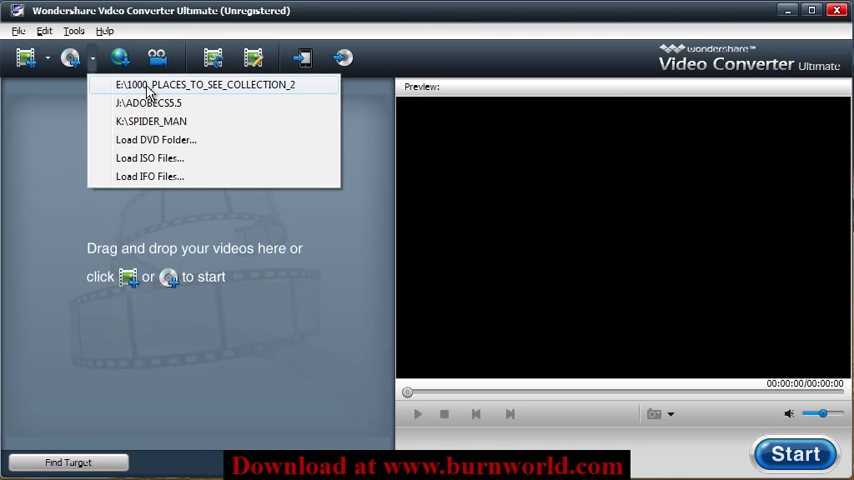 Wondershare Video Converter Ultimate (Unregistered)
File Edit Tools Help
wondershare™
Video Converter Ultimate
E:\1000_PLACES_TO_SEE_COLLECTION_2
J:\ADOBECS5.5
K:\SPIDER_MAN
Load DVD Folder...
Load ISO Files...
Load IFO Files...
Preview:
Drag and drop your videos here or
click or to start
00:00:00/00:00:00
Find Target
Start
Download at www.burnworld.com